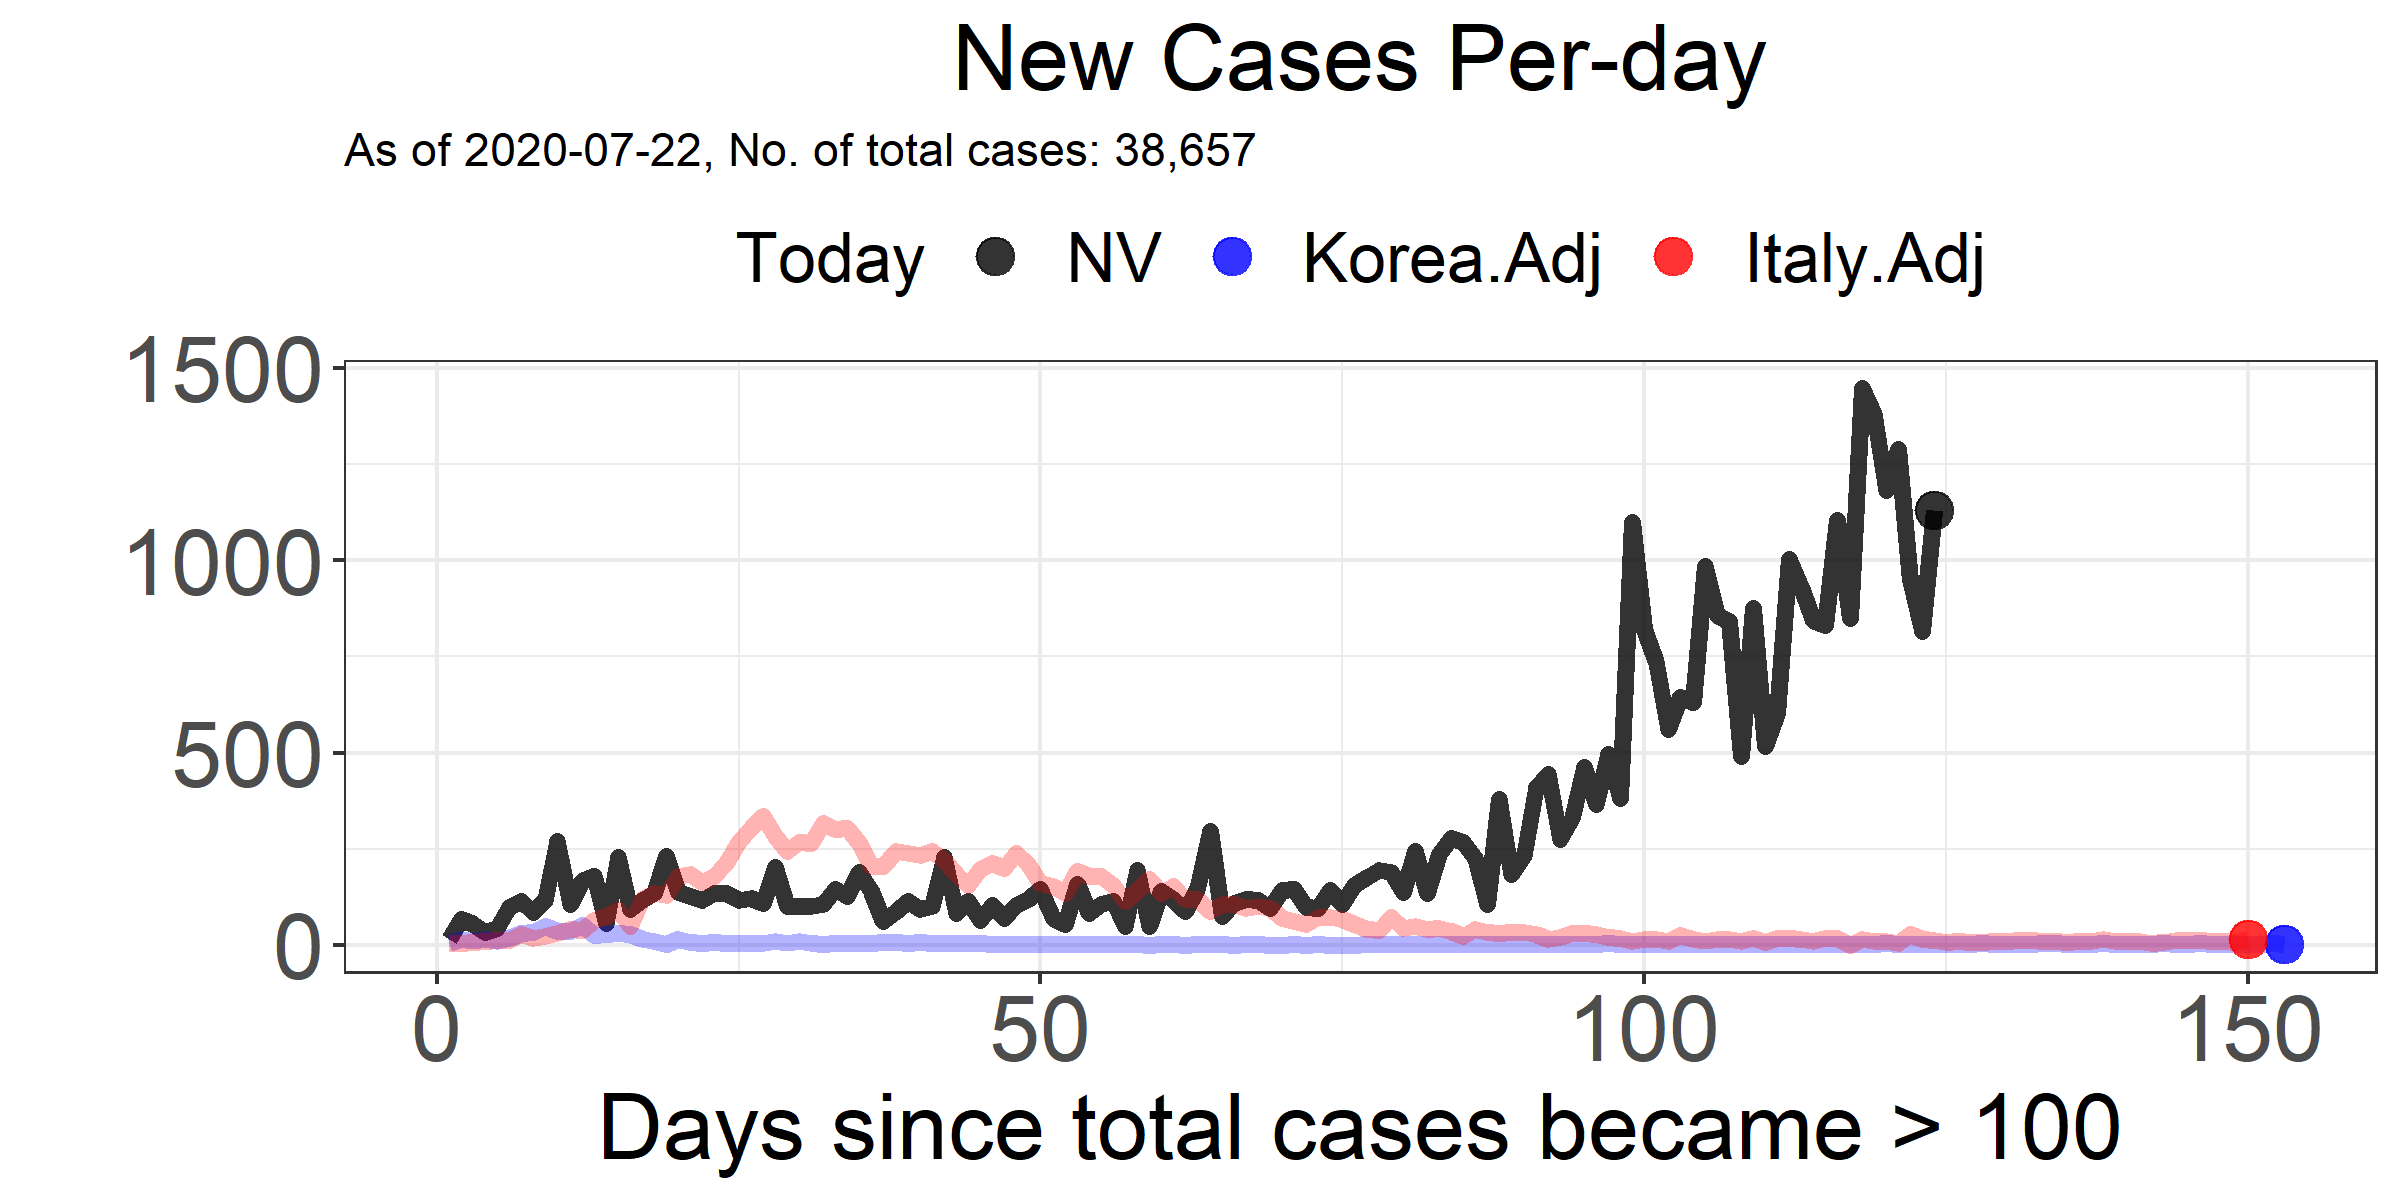 New Cases Per-day
As of 2020-07-22, No. of total cases: 38,657
Today NV Korea.Adj Italy.Adj
1500
1000
500
0
0 50 100 150
Days since total cases became > 100